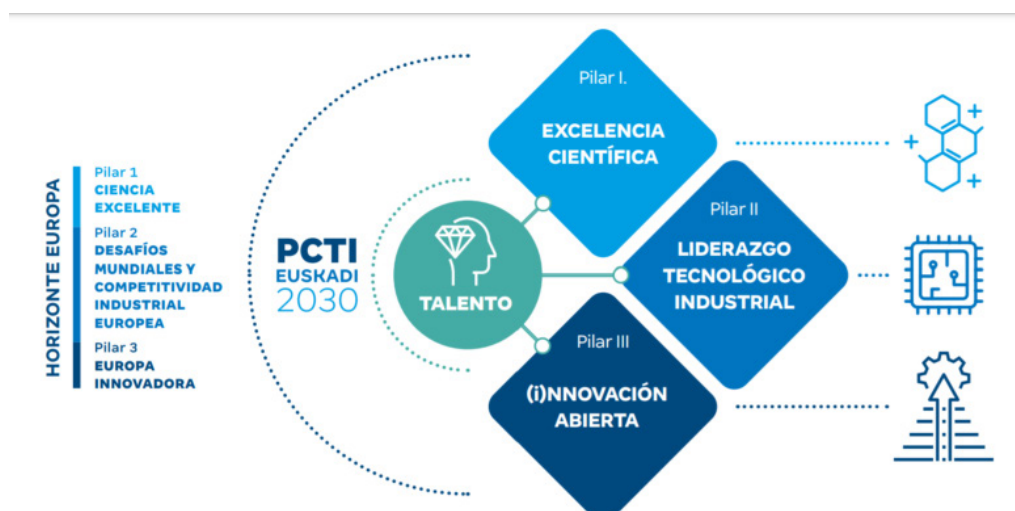 HORIZONTE EUROPA
Pilar 1
CIENCIA
EXCELENTE
Pilar 2
DESAFÍOS
MUNDIALES Y
COMPETITIVIDAD
INDUSTRIAL
EUROPEA
Pilar 3
EUROPA
INNOVADORA
PCTI
EUSKADI
2030
TALENTO
Pilar I.
EXCELENCIA
CIENTÍFICA
Pilar II
LIDERAZGO
TECNOLÓGICO
INDUSTRIAL
Pilar III
(i)NNOVACIÓN
ABIERTA